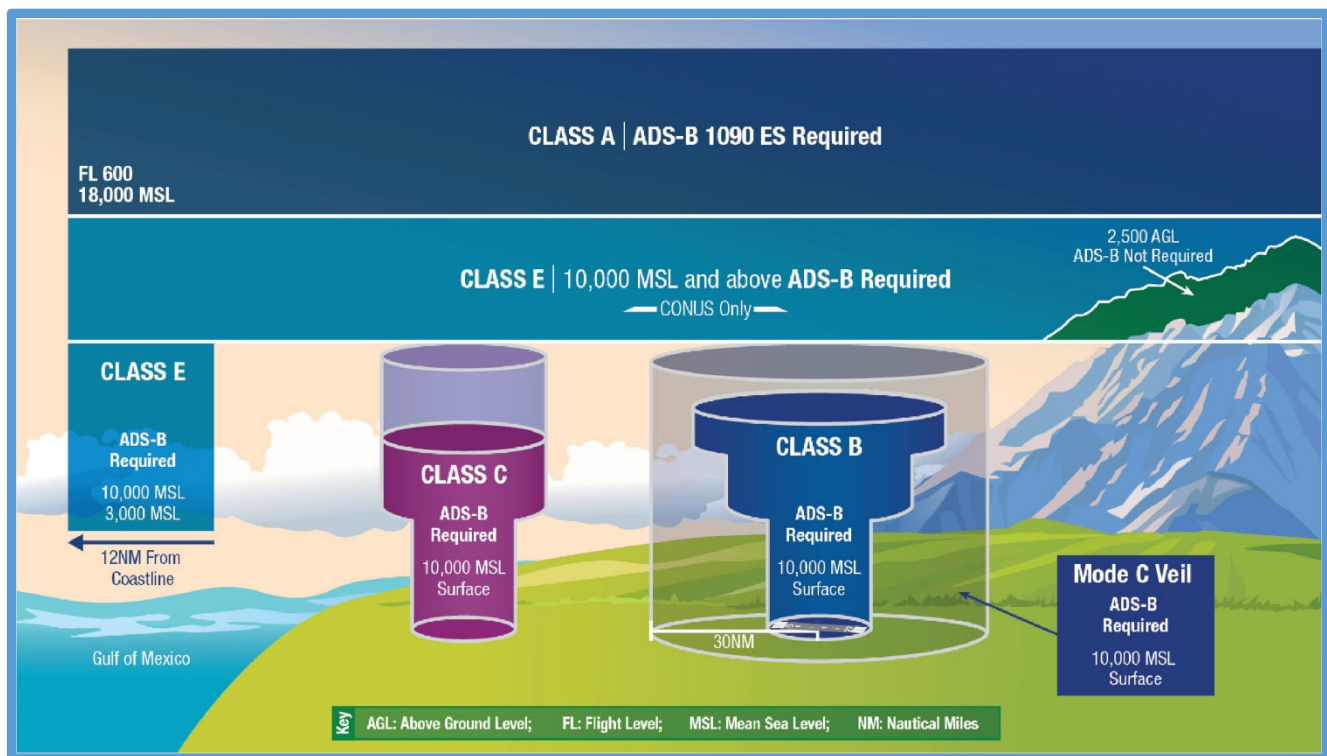 CLASS A | ADS-B 1090 ES Required
FL 600
18,000 MSL
2,500 AGL
ADS-B Not Required
CLASS E | 10,000 MSL and above ADS-B Required
CONUS Only
CLASS E
ADS-B
Required
10,000 MSL
3,000 MSL
12NM From
Coastline
Gulf of Mexico
CLASS C
ADS-B
Required
10,000 MSL
Surface
CLASS B
ADS-B
Required
10,000 MSL
Surface
30NM
Mode C Veil
ADS-B
Required
10,000 MSL
Surface
Key
AGL: Above Ground Level; FL: Flight Level; MSL: Mean Sea Level; NM: Nautical Miles